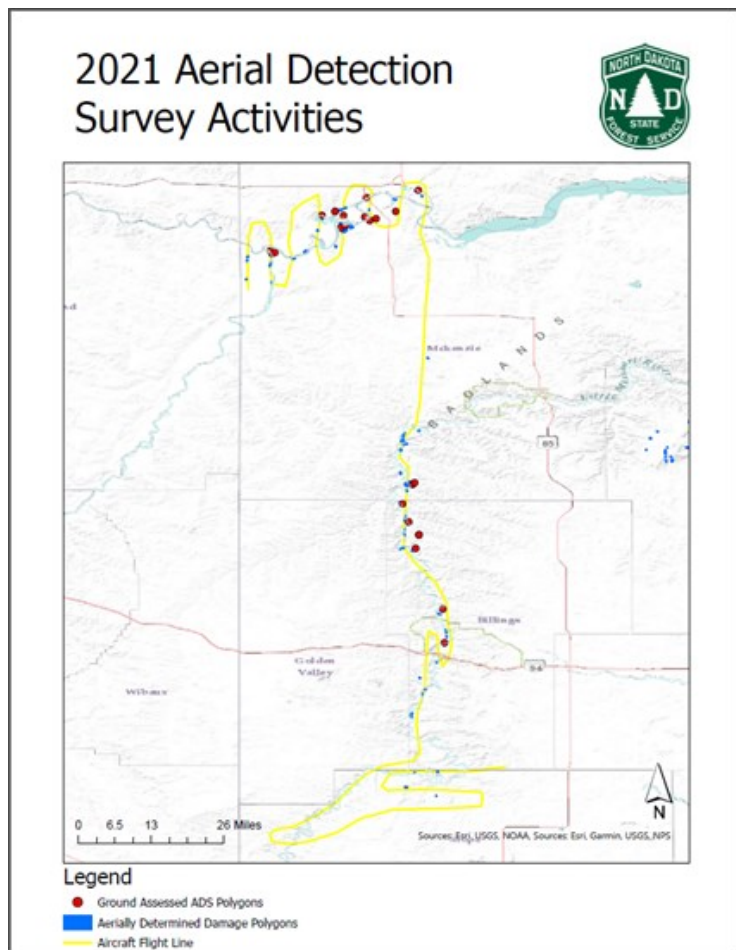 2021 Aerial Detection
Survey Activities
NORTH DAKOTA
N D
STATE
FOREST SERVICE
Mckenzie
BADLANDS
85
Billings
Golden
Valley
94
Wibaux
N
0 6.5 13 26 Miles
Sources: Esri, USGS, NOAA, Sources: Esri, Garmin, USGS, NPS
Legend
Ground Assessed ADS Polygons
Aerially Determined Damage Polygons
Aircraft Flight Line